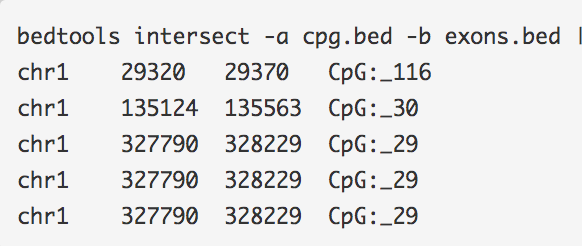 bedtools intersect -a cpg.bed -b exons.bed |
chr1    29320   29370   CpG:_116
chr1    135124  135563  CpG:_30
chr1    327790  328229  CpG:_29
chr1    327790  328229  CpG:_29
chr1    327790  328229  CpG:_29